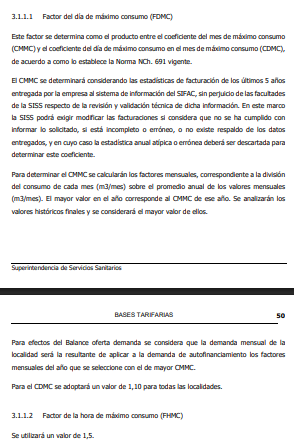 3.1.1.1 Factor del día de máximo consumo (FDMC)
Este factor se determina como el producto entre el coeficiente del mes de máximo consumo
(CMMC) y el coeficiente del día de máximo consumo en el mes de máximo consumo (CDMC),
de acuerdo a como lo establece la Norma NCh. 691 vigente.
El CMMC se determinará considerando las estadísticas de facturación de los últimos 5 años
entregada por la empresa al sistema de información del SIFAC, sin perjuicio de las facultades
de la SISS respecto de la revisión y validación técnica de dicha información. En este marco
la SISS podrá exigir modificar las facturaciones si considera que no se ha cumplido con
informar lo solicitado, si está incompleto o erróneo, o no existe respaldo de los datos
entregados, y en cuyo caso la estadística anual atípica o errónea deberá ser descartada para
determinar este coeficiente.
Para determinar el CMMC se calcularán los factores mensuales, correspondiente a la división
del consumo de cada mes (m3/mes) sobre el promedio anual de los valores mensuales
(m3/mes). El mayor valor en el año corresponde al CMMC de ese año. Se analizarán los
valores históricos finales y se considerará el mayor valor de ellos.
Superintendencia de Servicios Sanitarios
BASES TARIFARIAS 50
Para efectos del Balance oferta demanda se considera que la demanda mensual de la
localidad será la resultante de aplicar a la demanda de autofinanciamiento los factores
mensuales del año que se seleccione con el de mayor CMMC.
Para el CDMC se adoptará un valor de 1,10 para todas las localidades.
3.1.1.2 Factor de la hora de máximo consumo (FHMC)
Se utilizará un valor de 1,5.